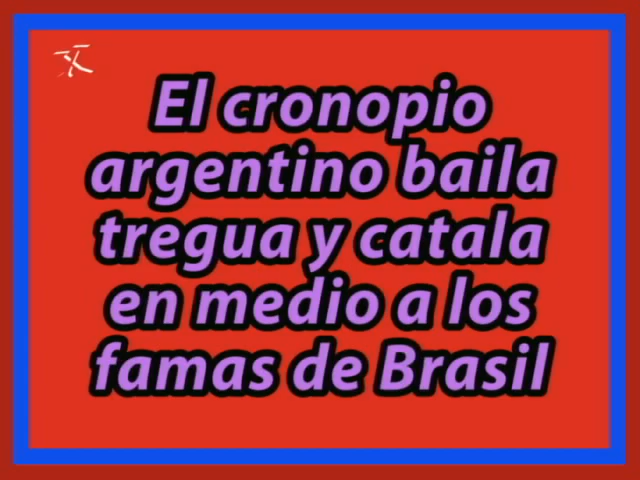 El cronopio
argentino baila
tregua y catala
en medio a los
famas de Brasil